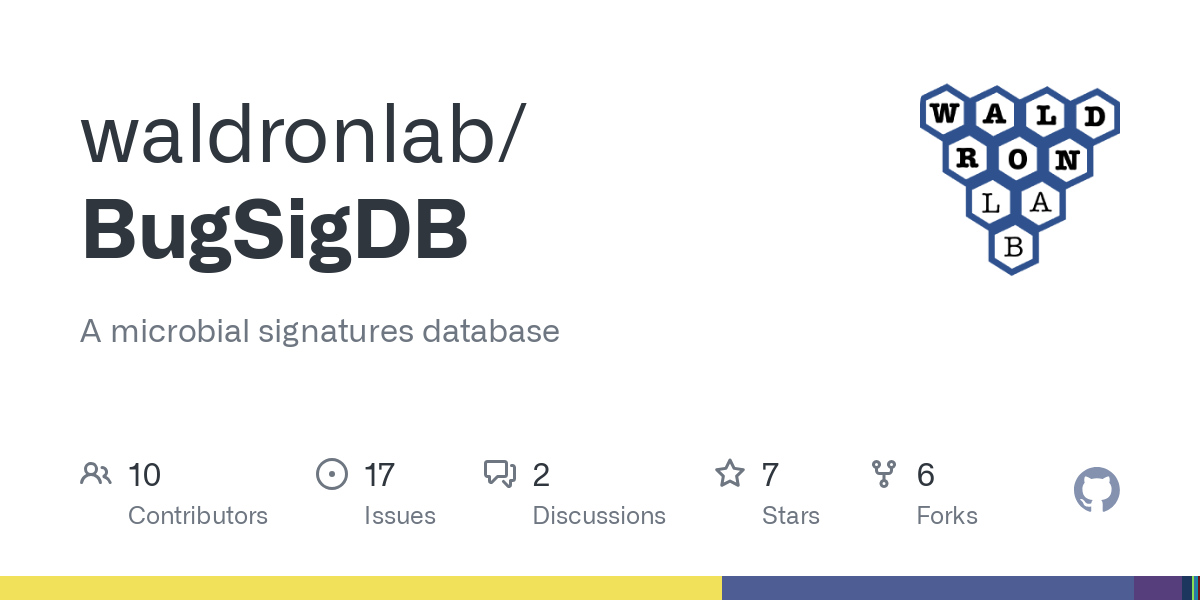 waldronlab/
BugSigDB
A microbial signatures database
W A L D
R O N
L A
B
10
Contributors
17
Issues
2
Discussions
7
Stars
6
Forks